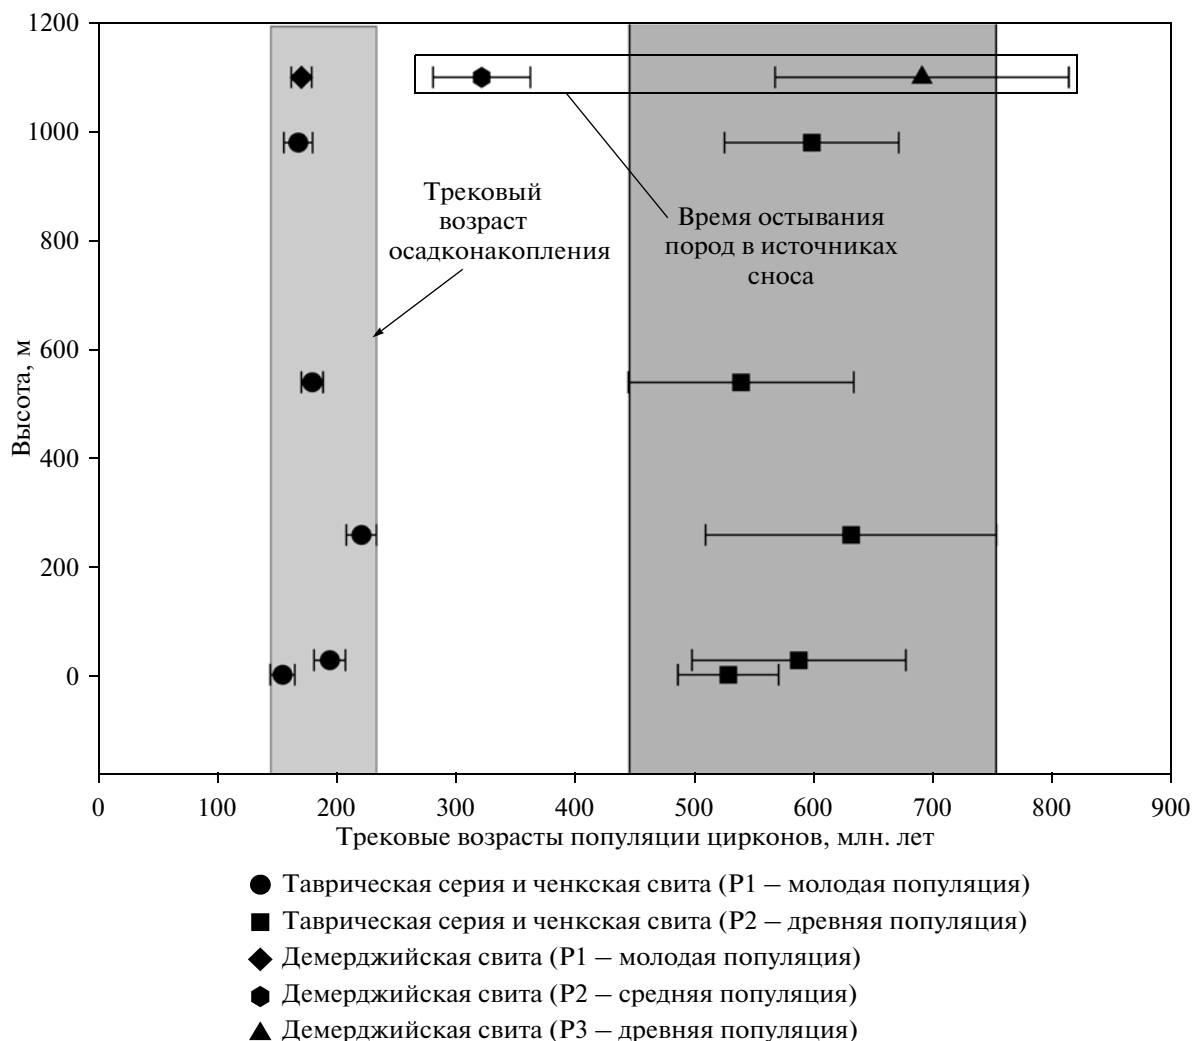 1200
1000
800
600
400
200
0
Высота, м
Трековый
возраст
осадконакопления
Время остывания
пород в источниках
сноса
0 100 200 300 400 500 600 700 800 900
Трековые возрасты популяции цирконов, млн. лет
Таврическая серия и ченкская свита (P1 – молодая популяция)
Таврическая серия и ченкская свита (P2 – древняя популяция)
Демерджийская свита (P1 – молодая популяция)
Демерджийская свита (P2 – средняя популяция)
Демерджийская свита (P3 – древняя популяция)